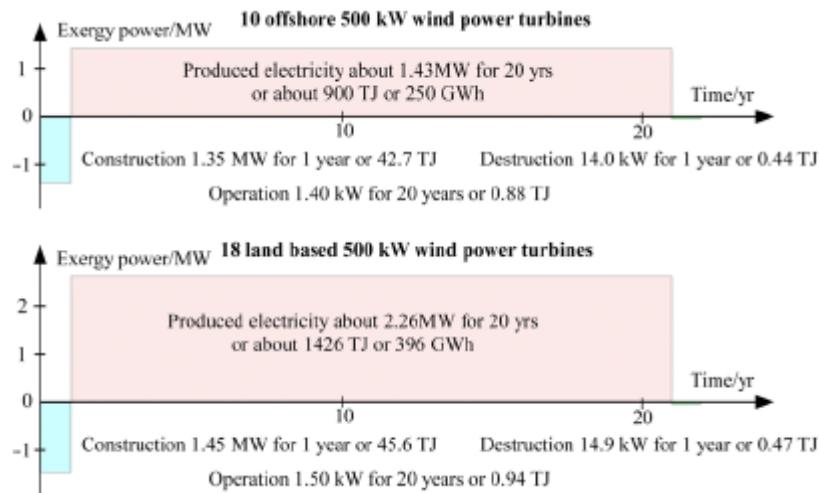 10 offshore 500 kW wind power turbines
Exergy power/MW
1
Produced electricity about 1.43MW for 20 yrs
or about 900 TJ or 250 GWh
Time/yr
0
10
20
-1
Construction 1.35 MW for 1 year or 42.7 TJ
Destruction 14.0 kW for 1 year or 0.44 TJ
Operation 1.40 kW for 20 years or 0.88 TJ
18 land based 500 kW wind power turbines
Exergy power/MW
2
Produced electricity about 2.26MW for 20 yrs
or about 1426 TJ or 396 GWh
1
Time/yr
0
10
20
-1
Construction 1.45 MW for 1 year or 45.6 TJ
Destruction 14.9 kW for 1 year or 0.47 TJ
Operation 1.50 kW for 20 years or 0.94 TJ